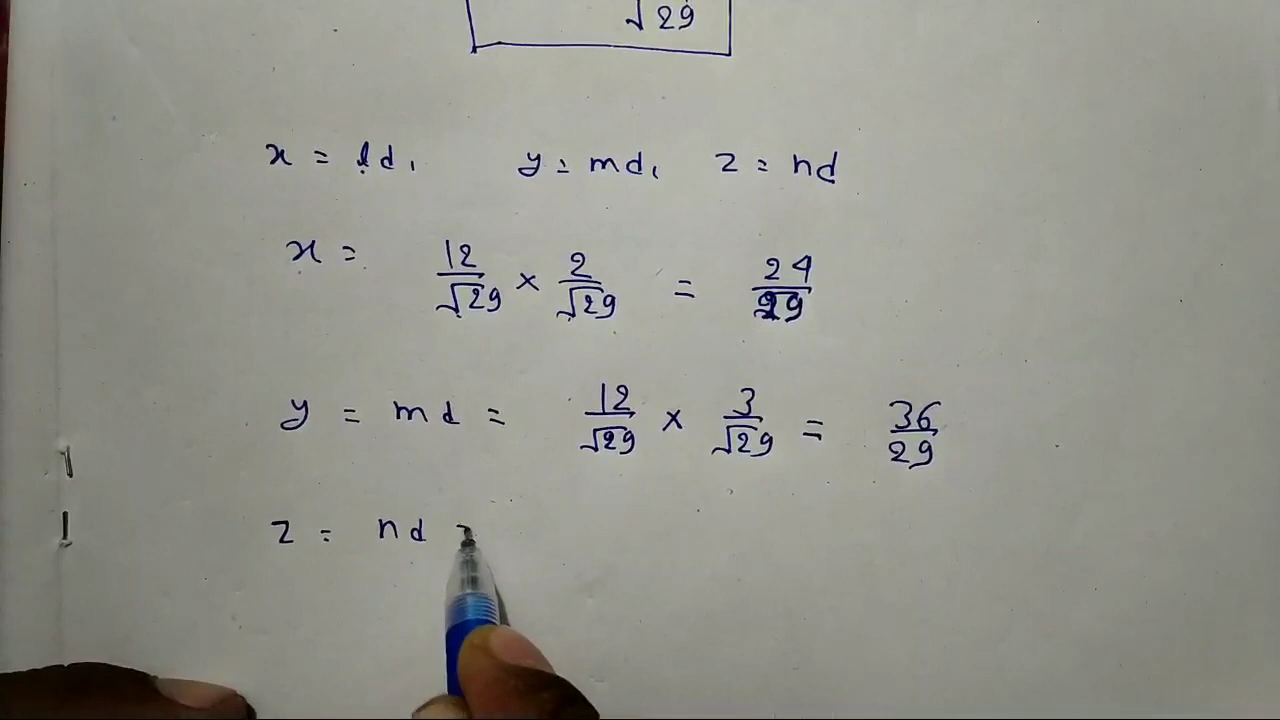 √29
x = ld, y = md, z = nd
x = 12/√29 × 2/√29 = 24/29
y = md = 12/√29 × 3/√29 = 36/29
z = nd